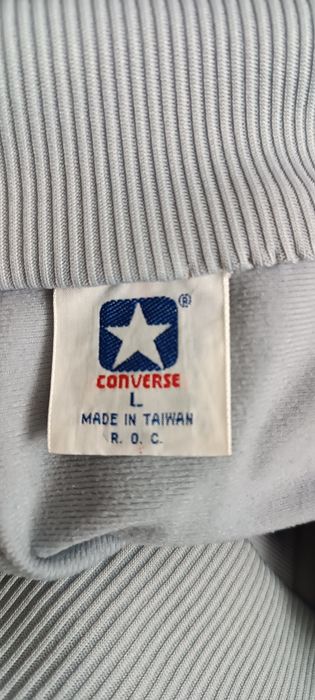 ®
CONVERSE
L
MADE IN TAIWAN
R. O. C.